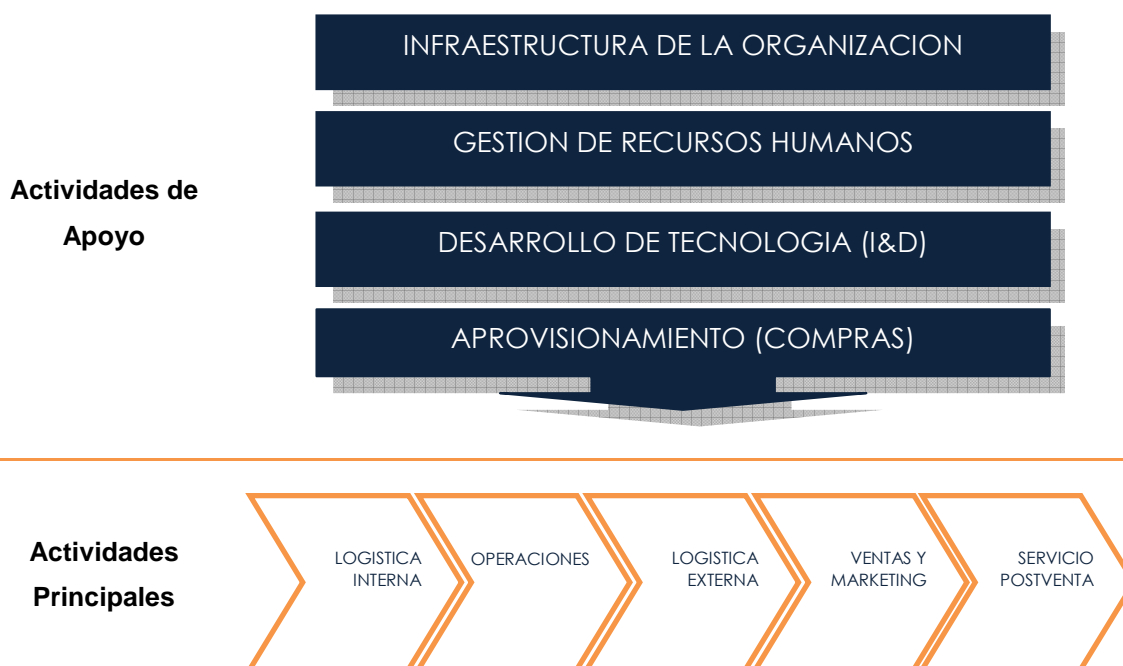 INFRAESTRUCTURA DE LA ORGANIZACION
GESTION DE RECURSOS HUMANOS
Actividades de
Apoyo
DESARROLLO DE TECNOLOGIA (I&D)
APROVISIONAMIENTO (COMPRAS)
Actividades
Principales
LOGISTICA
INTERNA
OPERACIONES
LOGISTICA
EXTERNA
VENTAS Y
MARKETING
SERVICIO
POSTVENTA